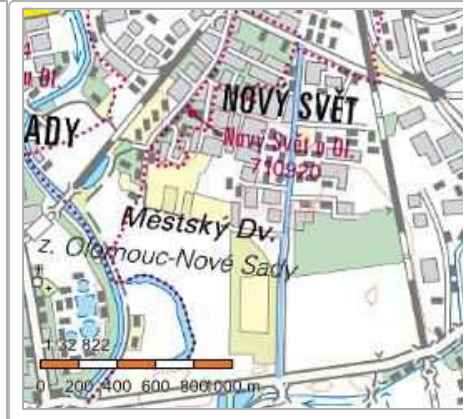 NOVÝ SVĚT
u Ol.
ADY
Nový Svět u Ol.
710920
Městský Dv.
z. Olomouc-Nové Sady
1:32 822
0 200 400 600 800 1000 m